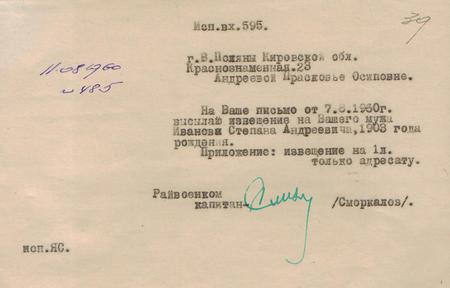 Исп.вх.595.
39
г.В.Поляны Кировской обл.
Краснознаменная.23
Андреевой Прасковье Осиповне.
11.08.1960
№ 485
На Ваше письмо от 7.8.1960г.
высылаю извещение на Вашего мужа
Иванова Степана Андреевича,1903 года
рождения.
Приложение: извещение на 1л.
только адресату.
Райвоенком
капитан-
/Сморкалов/.
исп.ЯС.